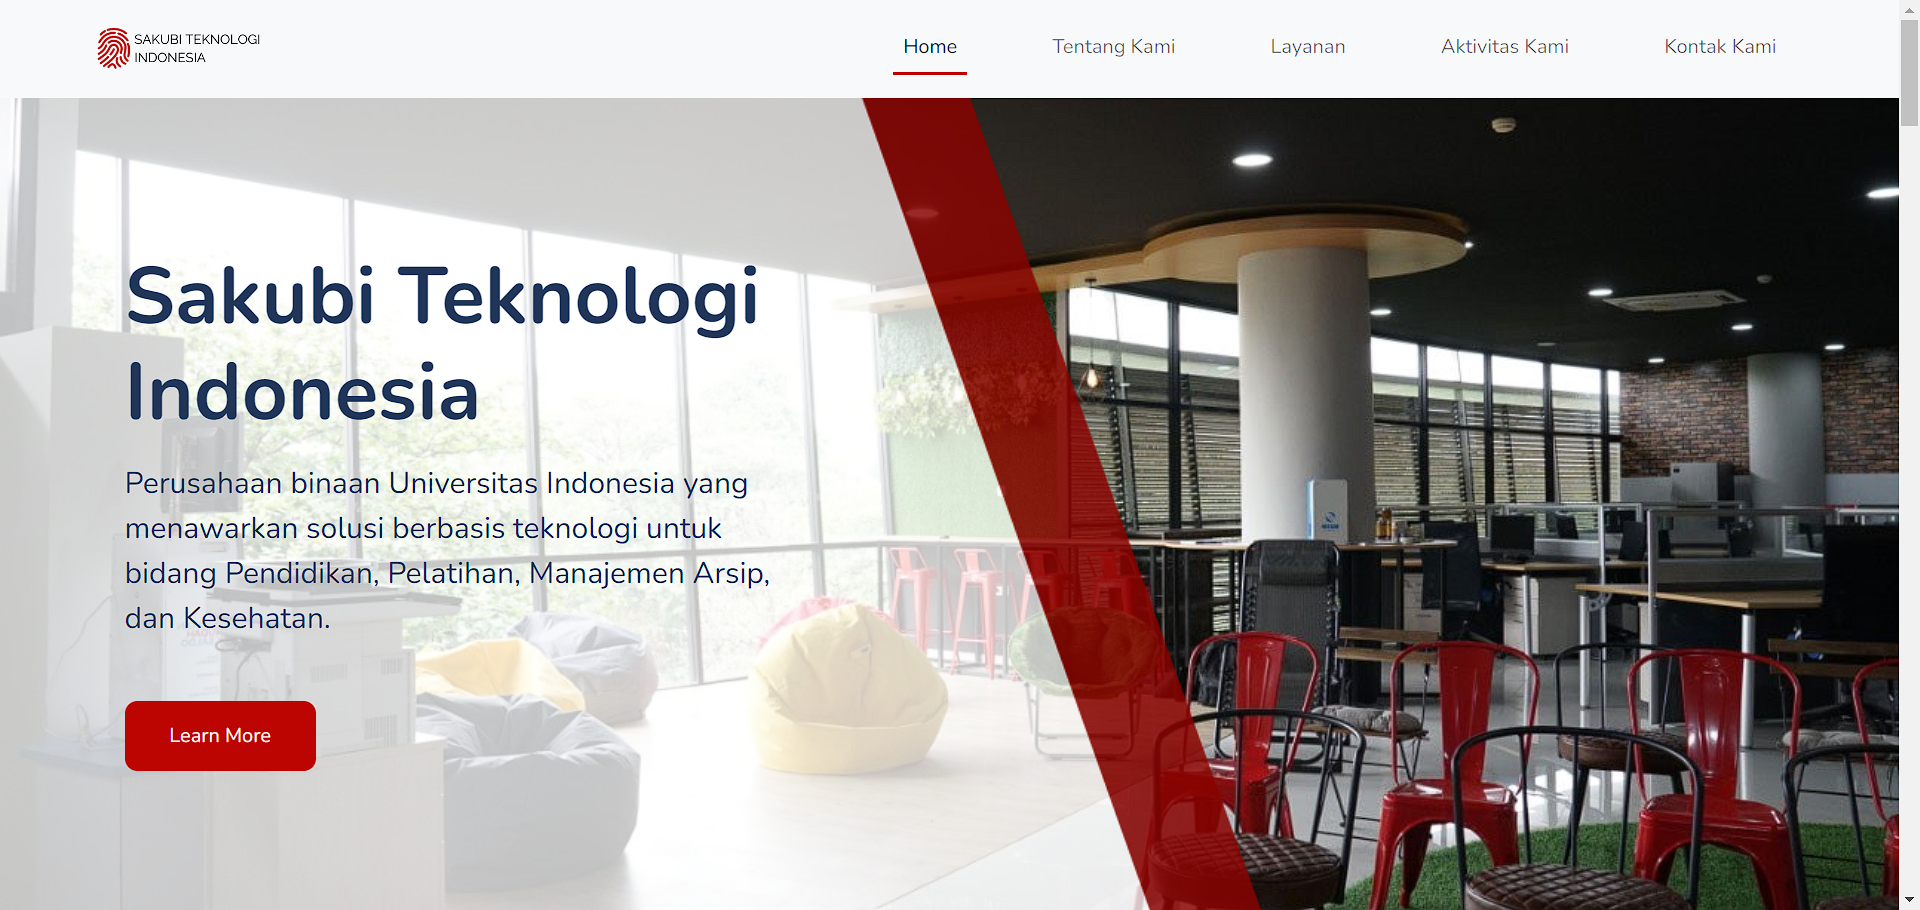 SAKUBI TEKNOLOGI
INDONESIA
Home
Tentang Kami
Layanan
Aktivitas Kami
Kontak Kami
Sakubi Teknologi
Indonesia
Perusahaan binaan Universitas Indonesia yang
menawarkan solusi berbasis teknologi untuk
bidang Pendidikan, Pelatihan, Manajemen Arsip,
dan Kesehatan.
Learn More